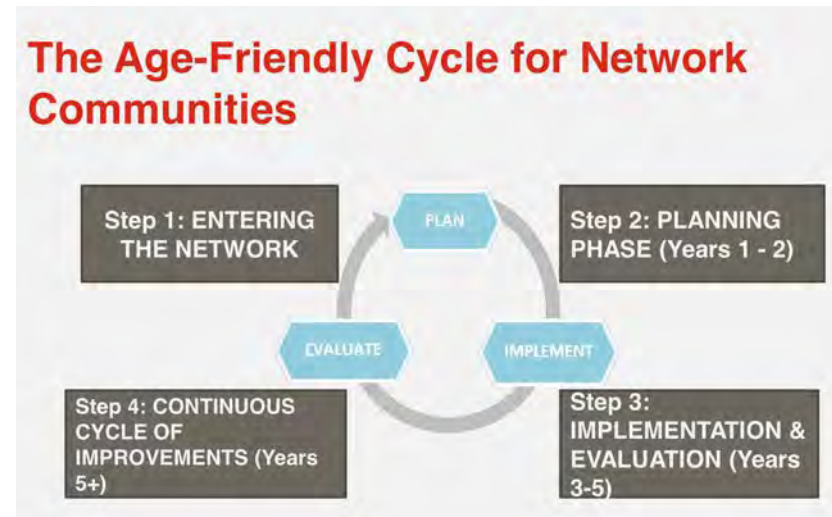 The Age-Friendly Cycle for Network
Communities
Step 1: ENTERING
THE NETWORK
PLAN
Step 2: PLANNING
PHASE (Years 1 - 2)
EVALUATE
IMPLEMENT
Step 4: CONTINUOUS
CYCLE OF
IMPROVEMENTS (Years
5+)
Step 3:
IMPLEMENTATION &
EVALUATION (Years
3-5)